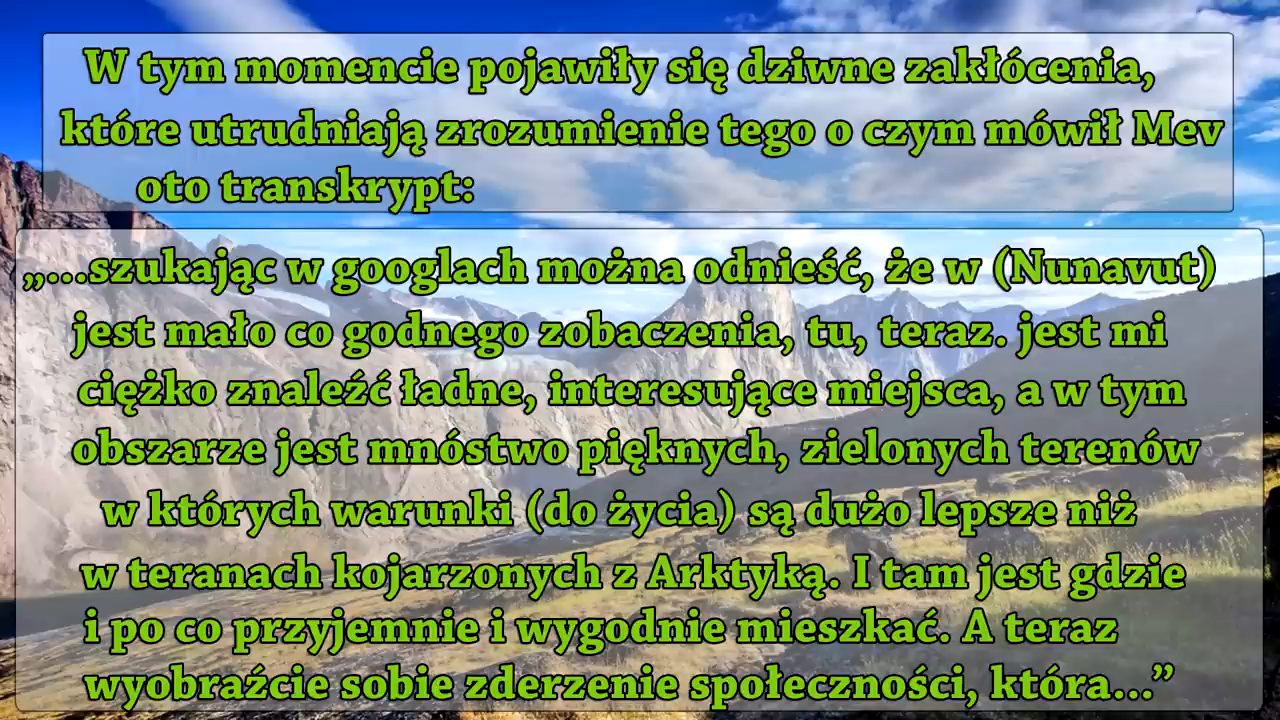 W tym momencie pojawiły się dziwne zakłócenia,
które utrudniają zrozumienie tego o czym mówił Mev
oto transkrypt:
„...szukając w googlach można odnieść, że w (Nunavut)
jest mało co godnego zobaczenia, tu, teraz. jest mi
ciężko znaleźć ładne, interesujące miejsca, a w tym
obszarze jest mnóstwo pięknych, zielonych terenów
w których warunki (do życia) są dużo lepsze niż
w teranach kojarzonych z Arktyką. I tam jest gdzie
i po co przyjemnie i wygodnie mieszkać. A teraz
wyobraźcie sobie zderzenie społeczności, która...”